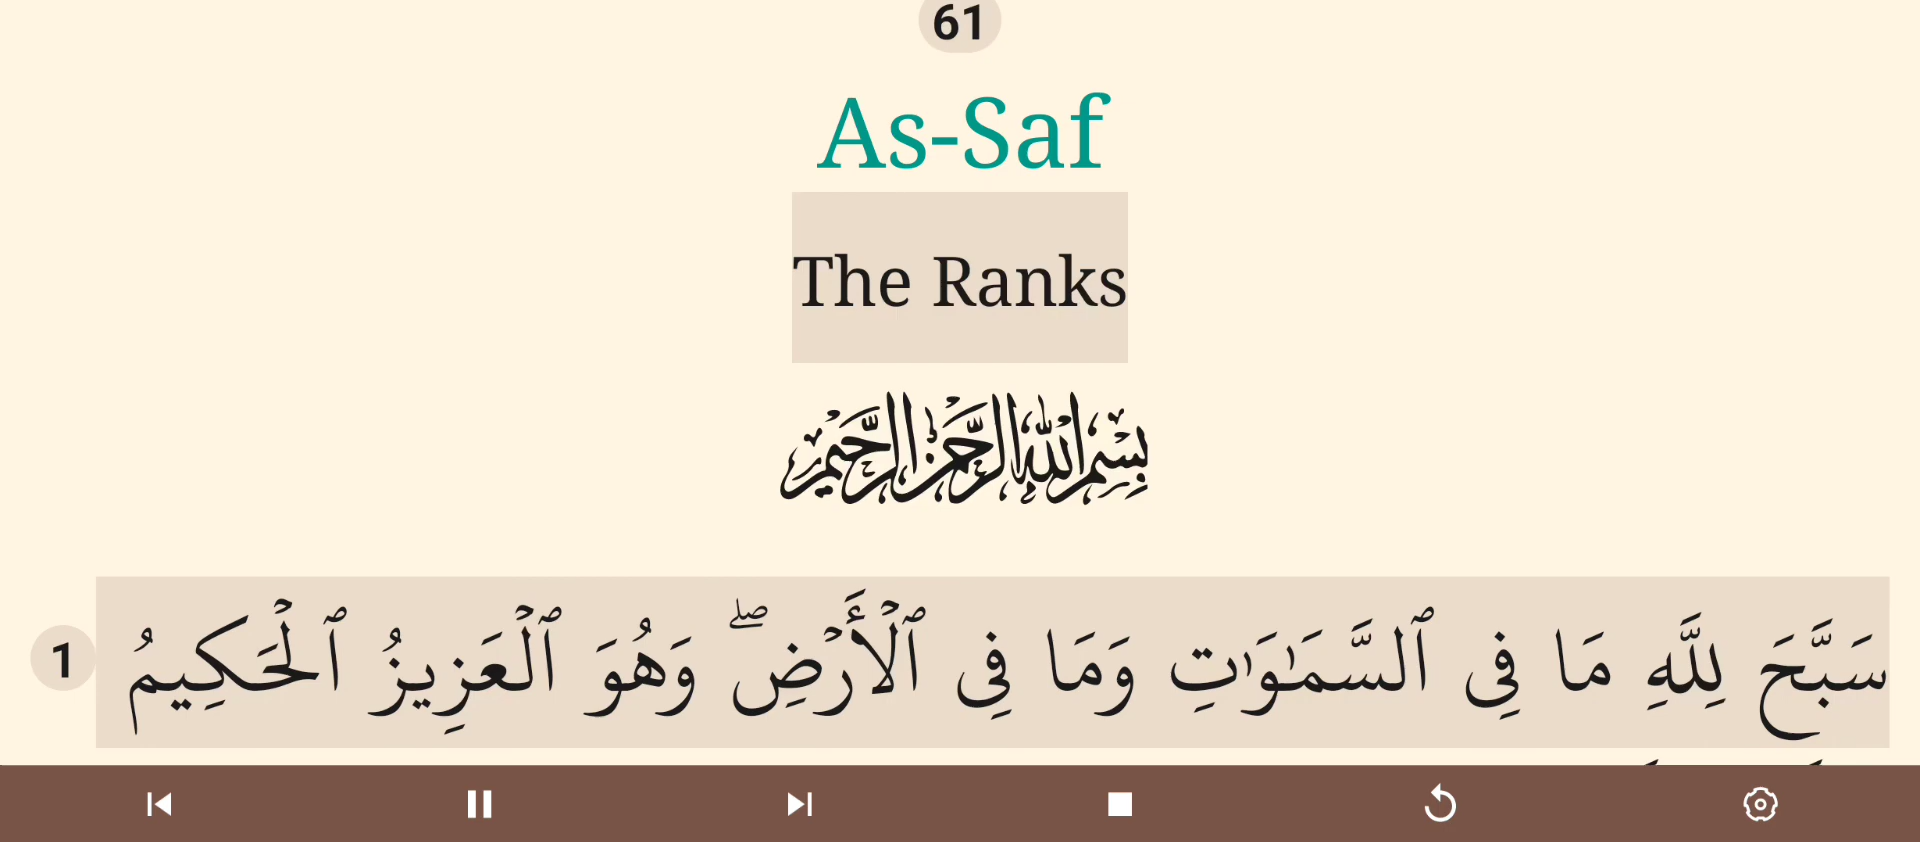 61
As-Saf
The Ranks
بِسْمِ ٱللَّهِ ٱلرَّحْمَٰنِ ٱلرَّحِيمِ
سَبَّحَ لِلَّهِ مَا فِى ٱلسَّمَٰوَٰتِ وَمَا فِى ٱلْأَرْضِ ۖ وَهُوَ ٱلْعَزِيزُ ٱلْحَكِيمُ
1